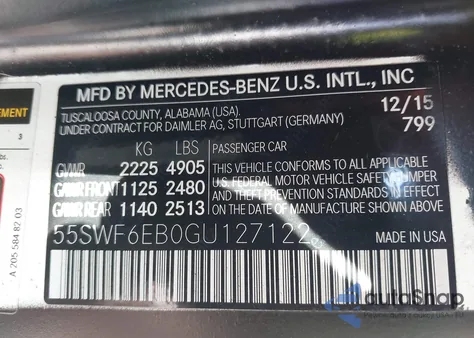 EMENT
3
lbs.
A 205 584 82 03
MFD BY MERCEDES-BENZ U.S. INTL., INC
TUSCALOOSA COUNTY, ALABAMA (USA),
UNDER CONTRACT FOR DAIMLER AG, STUTTGART (GERMANY)
12/15
799
KG LBS
GVWR 2225 4905
GAWR FRONT 1125 2480
GAWR REAR 1140 2513
PASSENGER CAR
THIS VEHICLE CONFORMS TO ALL APPLICABLE
U.S. FEDERAL MOTOR VEHICLE SAFETY, BUMPER
AND THEFT PREVENTION STANDARDS IN EFFECT
ON DATE OF MANUFACTURE SHOWN ABOVE.
55SWF6EB0GU127122
MADE IN USA
autoSnap